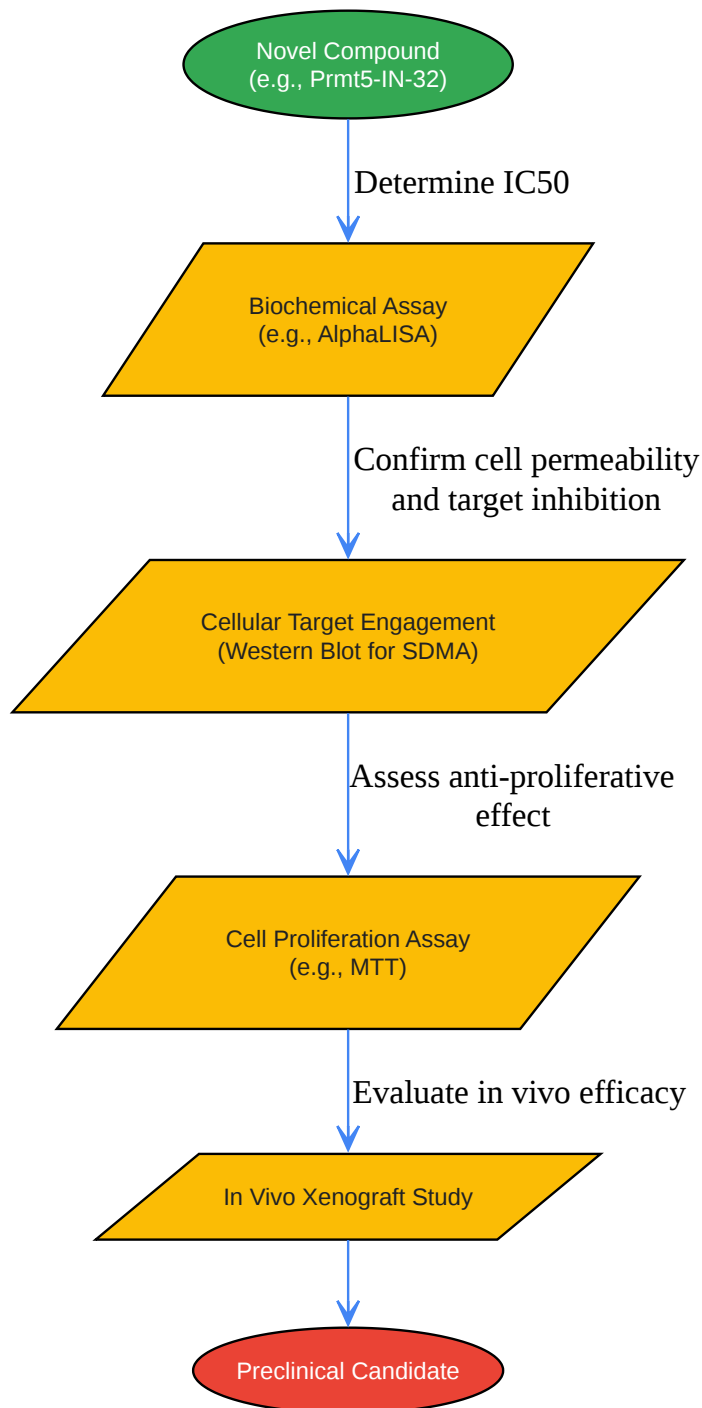 Novel Compound
(e.g., Prmt5-IN-32)
Determine IC50
Biochemical Assay
(e.g., AlphaLISA)
Confirm cell permeability
and target inhibition
Cellular Target Engagement
(Western Blot for SDMA)
Assess anti-proliferative
effect
Cell Proliferation Assay
(e.g., MTT)
Evaluate in vivo efficacy
In Vivo Xenograft Study
Preclinical Candidate